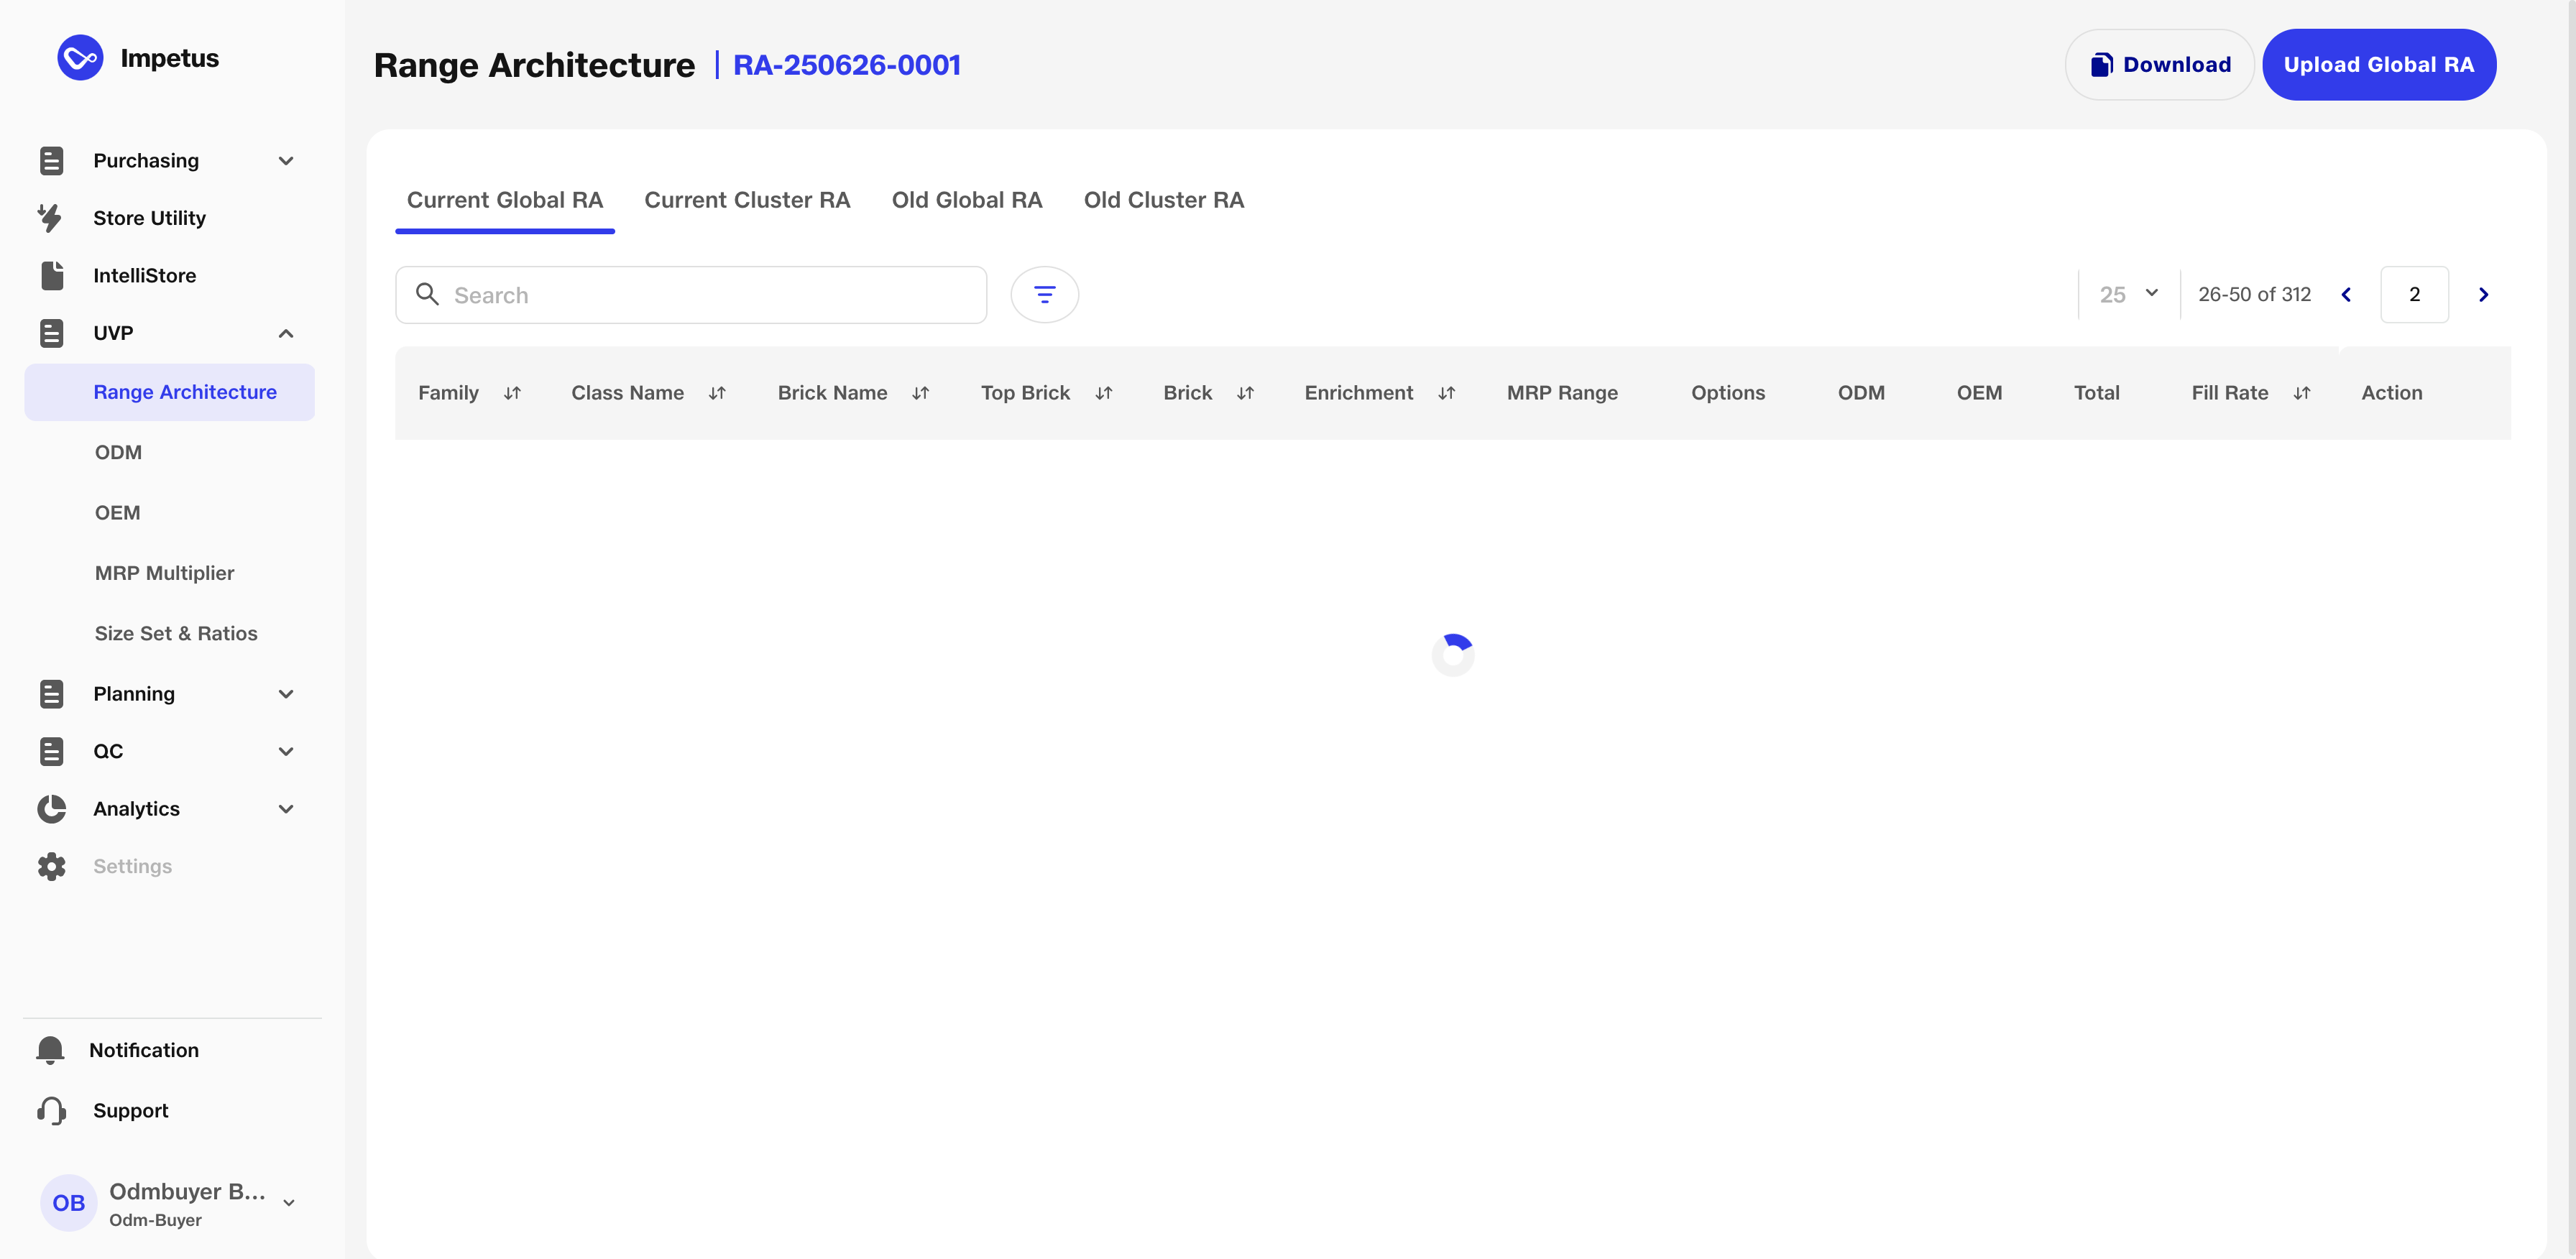 Impetus
Purchasing
Store Utility
IntelliStore
UVP
Range Architecture
ODM
OEM
MRP Multiplier
Size Set & Ratios
Planning
QC
Analytics
Settings
Notification
Support
OB
Odmbuyer B...
Odm-Buyer
Range Architecture | RA-250626-0001
Download
Upload Global RA
Current Global RA Current Cluster RA Old Global RA Old Cluster RA
Search
25 26-50 of 312 2
Family Class Name Brick Name Top Brick Brick Enrichment MRP Range Options ODM OEM Total Fill Rate Action